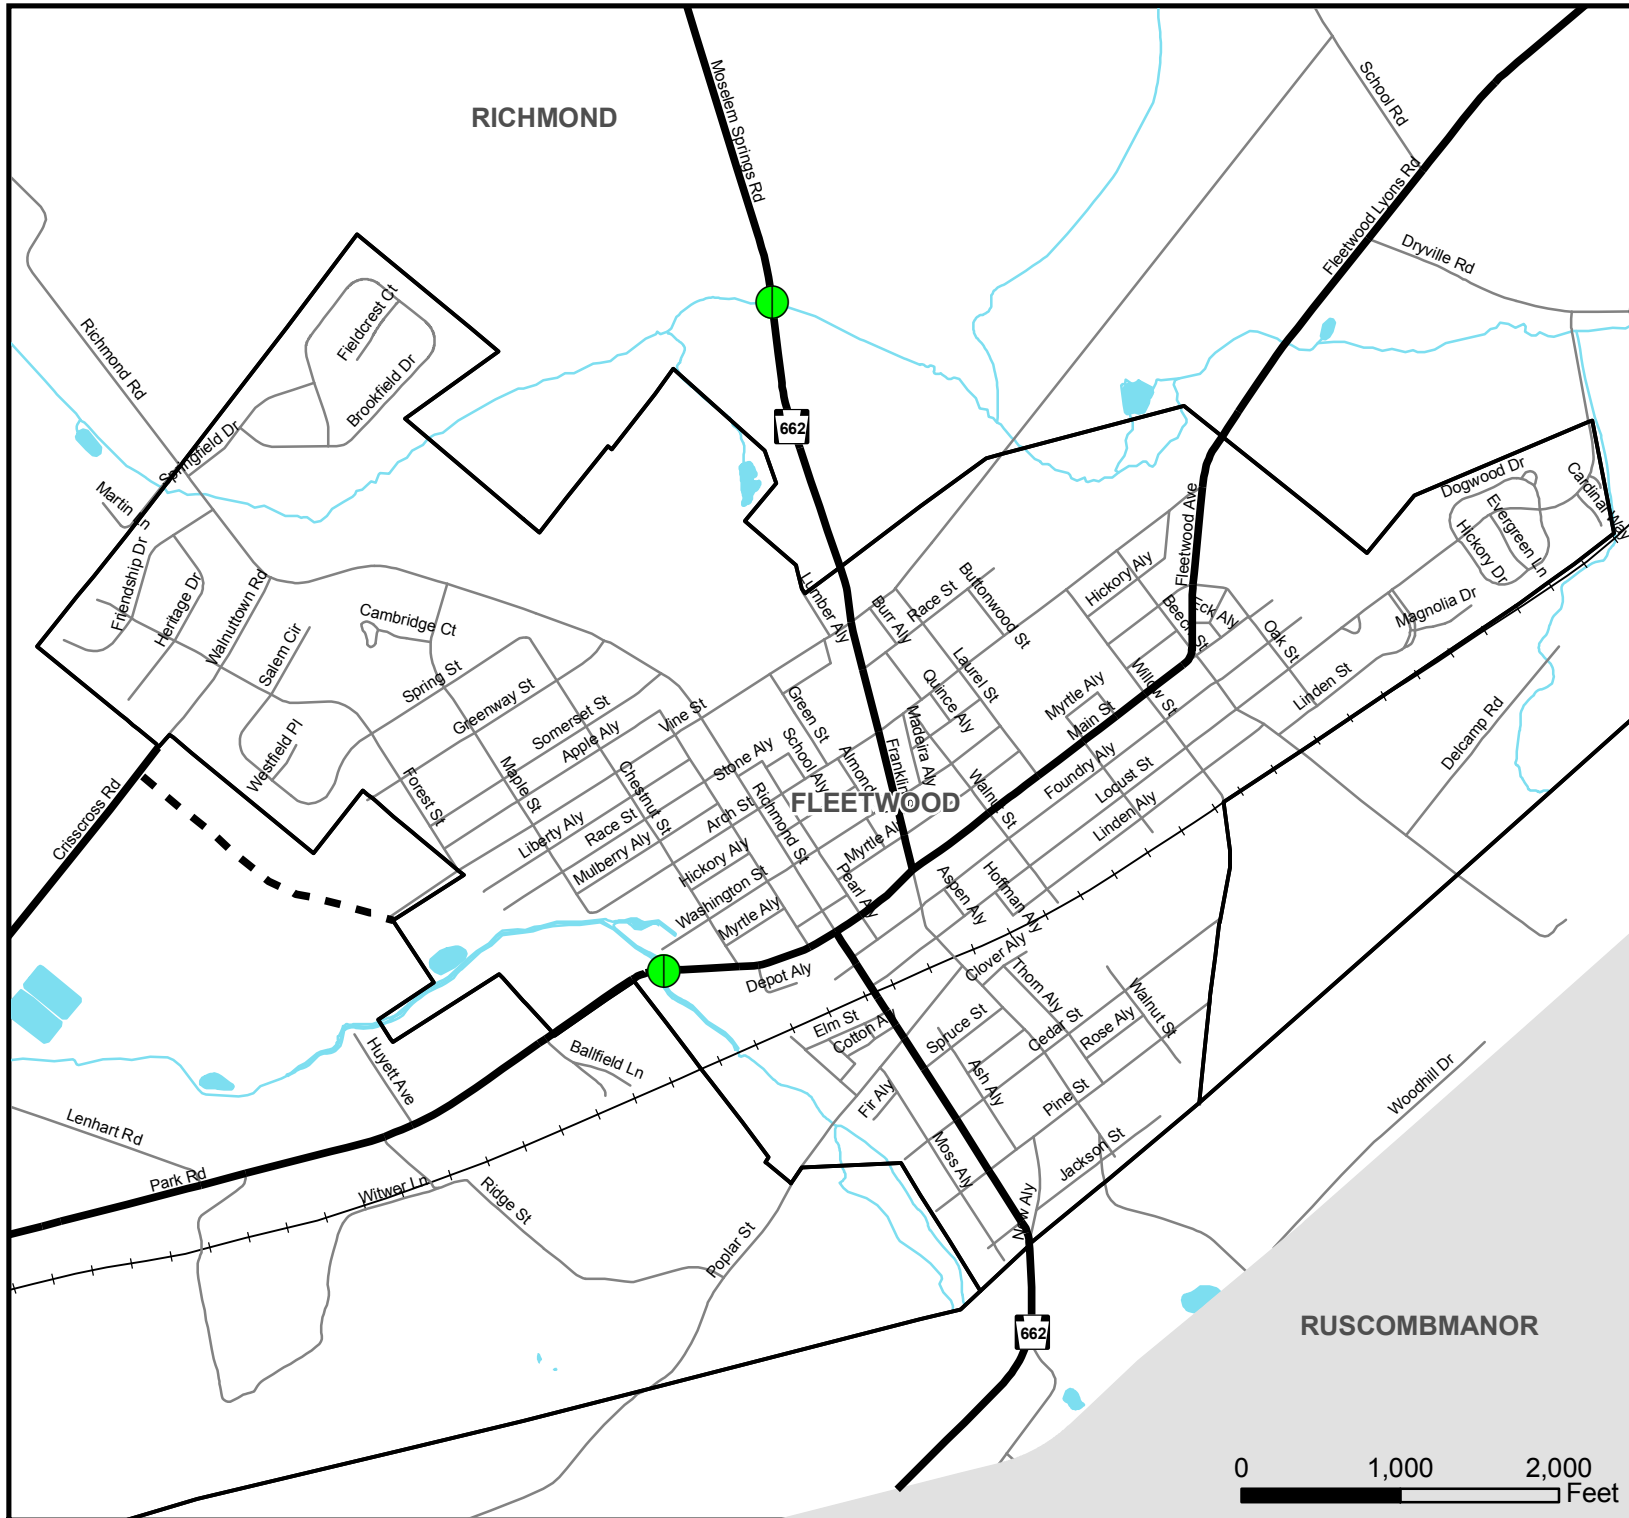 RICHMOND
Moselem Springs Rd
School Rd
Fleetwood Lyons Rd
Dryville Rd
Richmond Rd
Fieldcrest Ct
Brookfield Dr
Springfield Dr
Martin Ln
662
Friendship Dr
Heritage Dr
Walnuttown Rd
Salem Cir
Cambridge Ct
Westfield Pl
Spring St
Greenway St
Somerset St
Apple Aly
Vine St
Forest St
Maple St
Chestnut St
Liberty Aly
Race St
Mulberry Aly
Stone Aly
Arch St
Hickory Aly
Washington St
Myrtle Aly
Richmond St
School Aly
Green St
Almond
Lumber Aly
Burr Aly
Race St
Buttonwood St
Laurel St
Quince Aly
Madeira Aly
Franklin
FLEETWOOD
Myrtle Aly
Pearl Aly
Walnut St
Fleetwood Ave
Hickory Aly
Beech St
Eck Aly
Oak St
Willow St
Myrtle Aly
Main St
Foundry Aly
Locust St
Linden Aly
Linden St
Magnolia Dr
Dogwood Dr
Evergreen Ln
Hickory Dr
Cardinal Way
Delcamp Rd
Crisscross Rd
Aspen Aly
Hoffman Aly
Clover Aly
Thorn Aly
Walnut St
Depot Aly
Elm St
Cotton Aly
Spruce St
Cedar St
Rose Aly
Ash Aly
Fir Aly
Pine St
Moss Aly
Jackson St
New Aly
Ballfield Ln
Huyett Ave
Lenhart Rd
Park Rd
Witwer Ln
Ridge St
Poplar St
Woodhill Dr
662
RUSCOMBMANOR
0 1,000 2,000
Feet